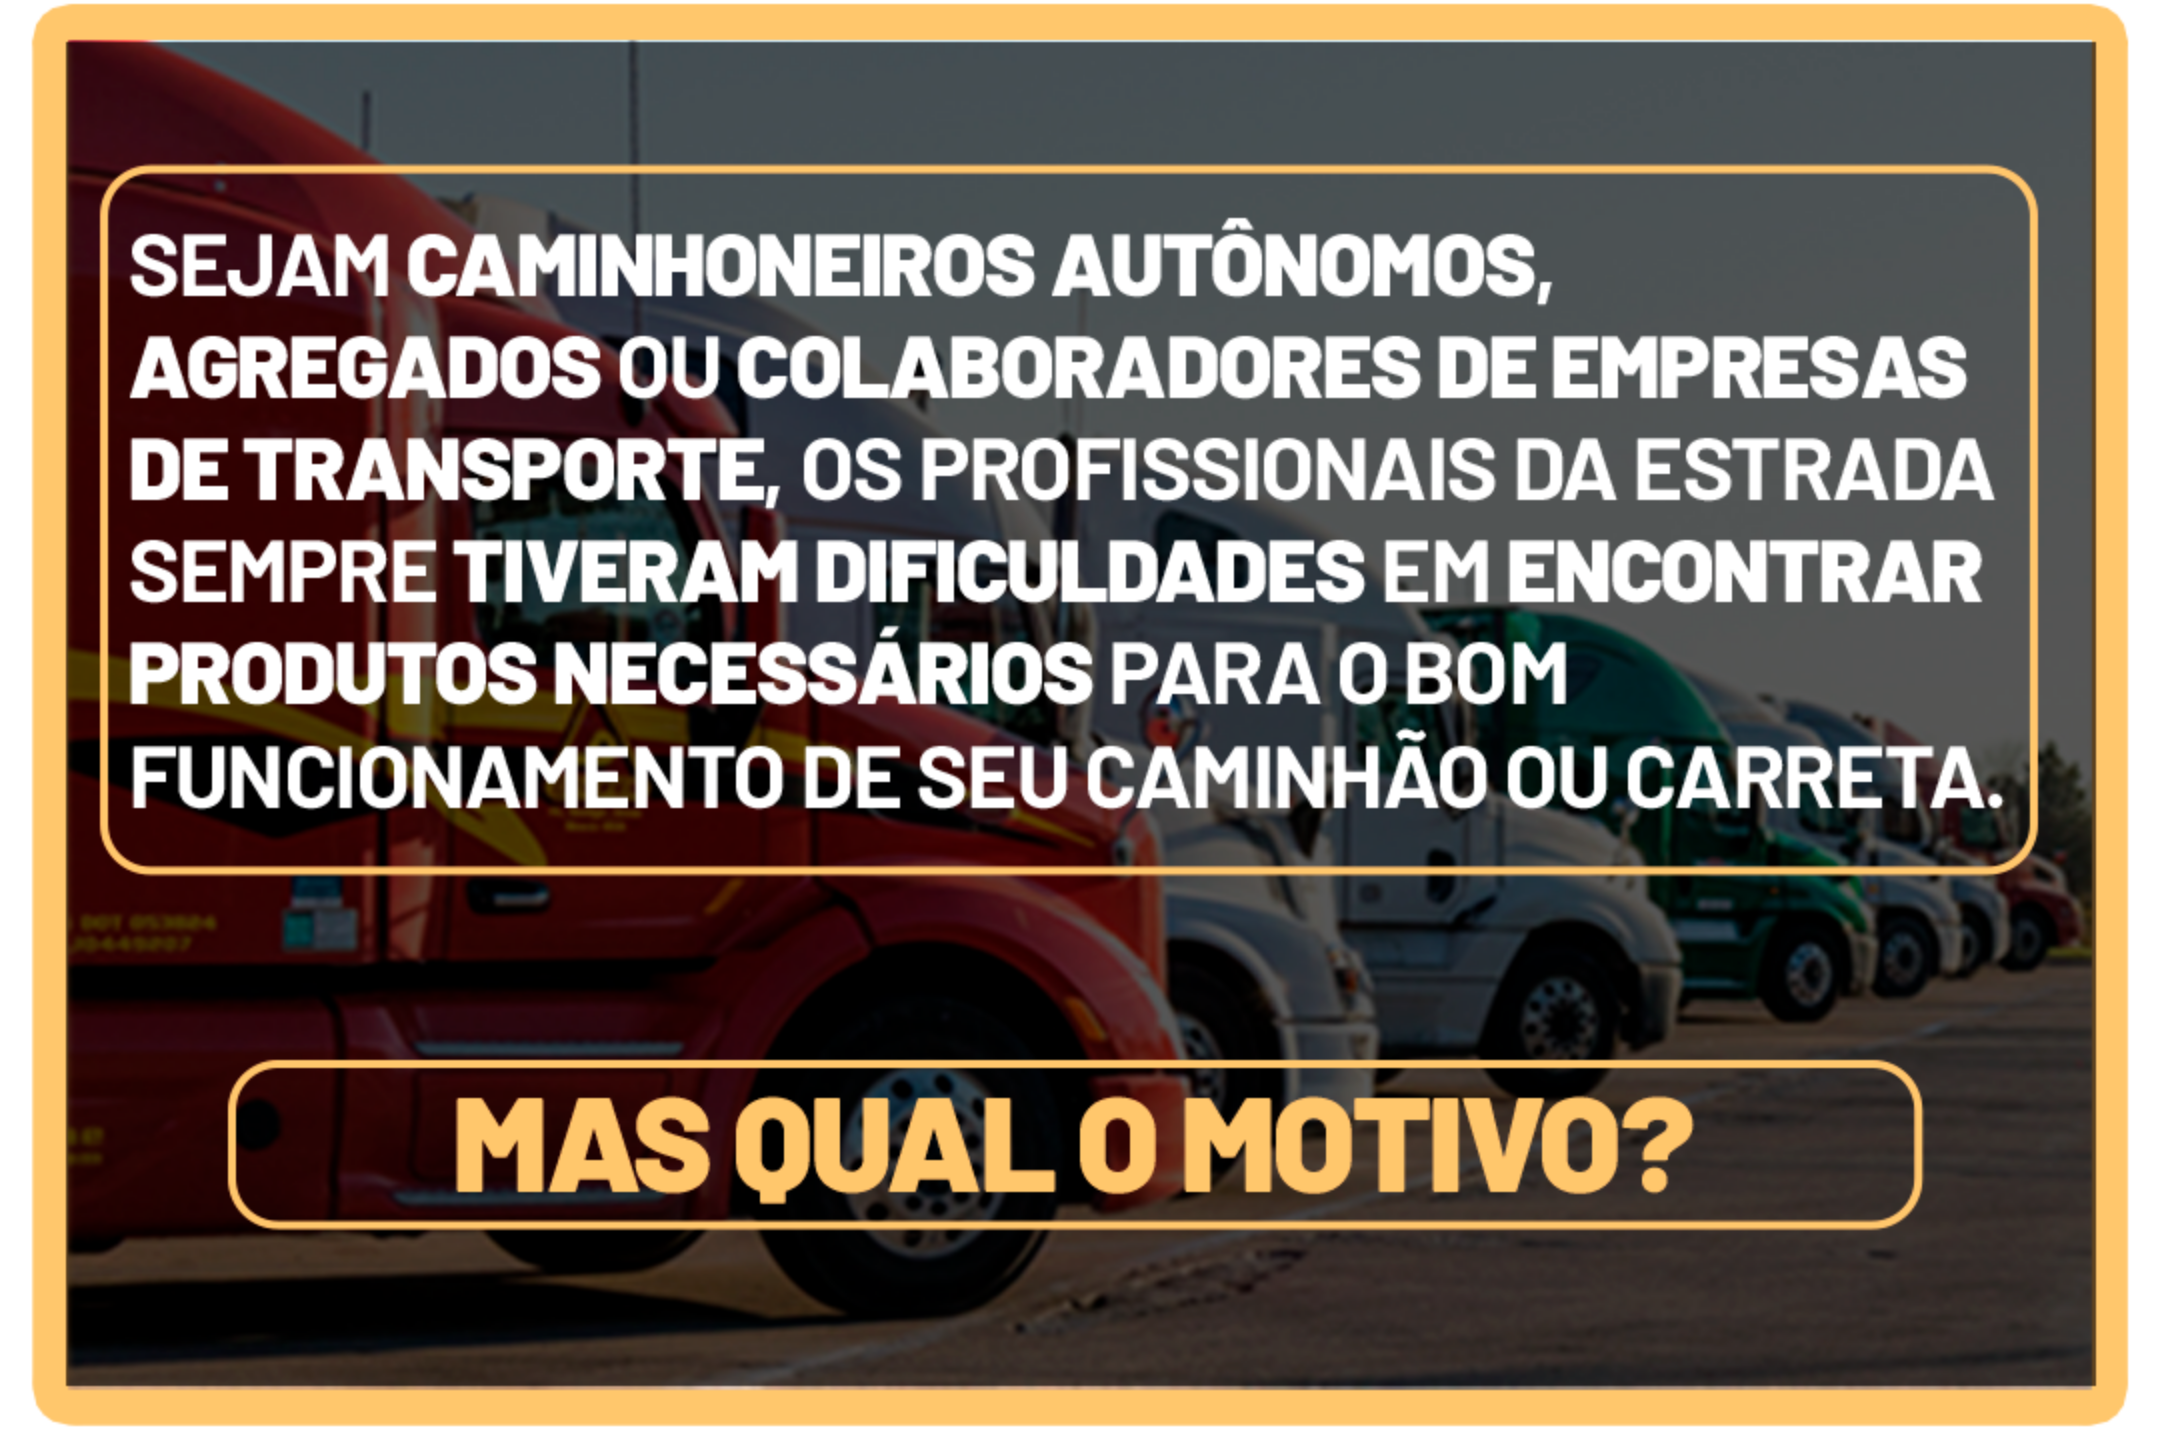 SEJAM CAMINHONEIROS AUTÔNOMOS,
AGREGADOS OU COLABORADORES DE EMPRESAS
DE TRANSPORTE, OS PROFISSIONAIS DA ESTRADA
SEMPRE TIVERAM DIFICULDADES EM ENCONTRAR
PRODUTOS NECESSÁRIOS PARA O BOM
FUNCIONAMENTO DE SEU CAMINHÃO OU CARRETA.
MAS QUAL O MOTIVO?